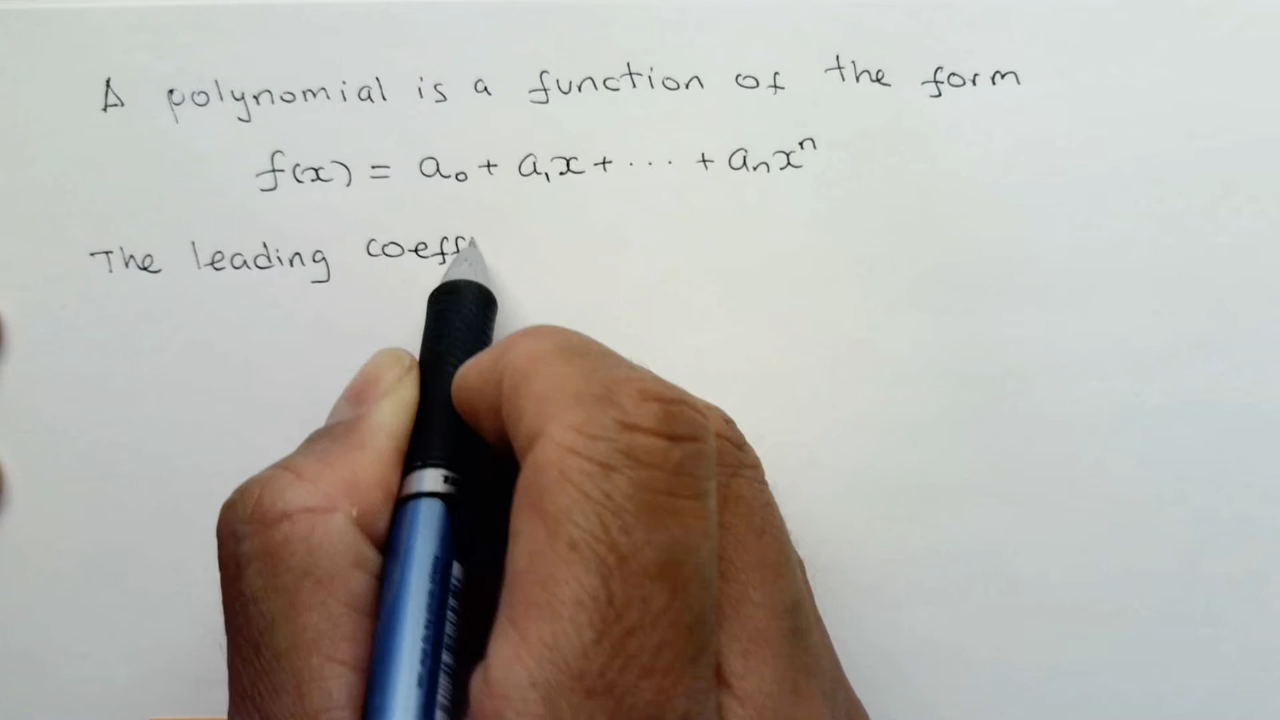 A polynomial is a function of the form
f(x) = a₀ + a₁x + ... + aₙxⁿ
The leading coeff